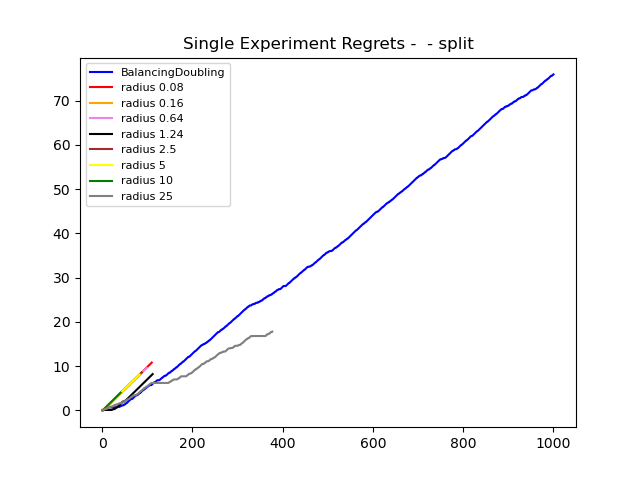 Single Experiment Regrets -  - split
BalancingDoubling
radius 0.08
radius 0.16
radius 0.64
radius 1.24
radius 2.5
radius 5
radius 10
radius 25
70
60
50
40
30
20
10
0
0 200 400 600 800 1000